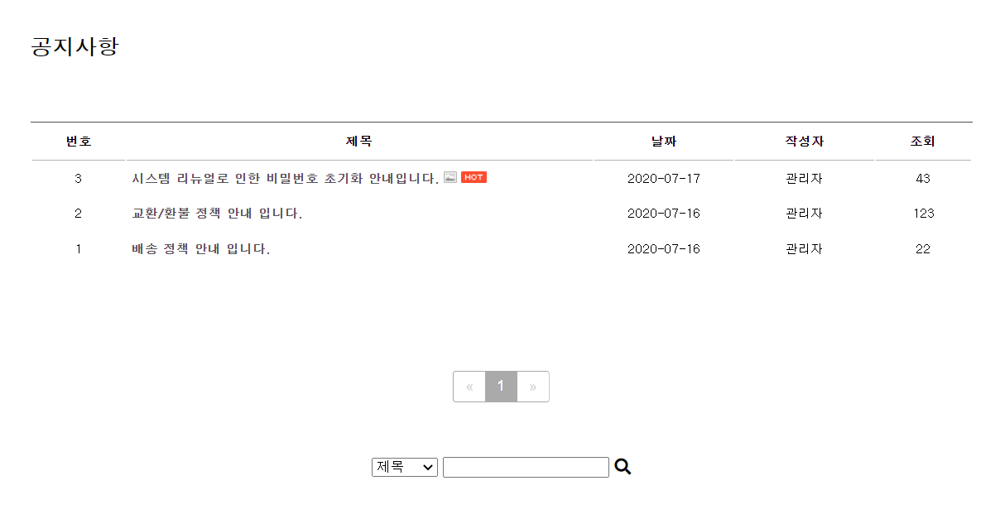 공지사항
번호 제목 날짜 작성자 조회
3 시스템 리뉴얼로 인한 비밀번호 초기화 안내입니다. HOT 2020-07-17 관리자 43
2 교환/환불 정책 안내 입니다. 2020-07-16 관리자 123
1 배송 정책 안내 입니다. 2020-07-16 관리자 22
« 1 »
제목